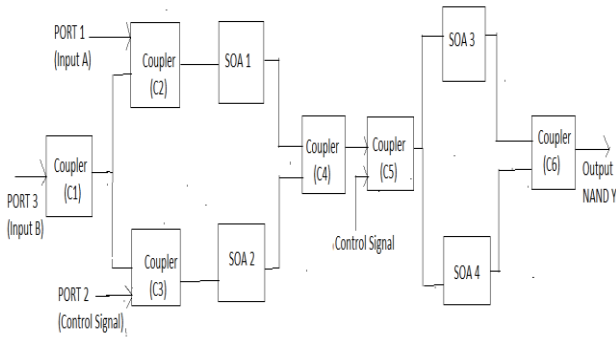 PORT 1
(Input A)
Coupler
(C2)
SOA 1
SOA 3
Coupler
(C1)
PORT 3
(Input B)
Coupler
(C4)
Coupler
(C5)
Coupler
(C6)
Output
NAND Y
Control Signal
Coupler
(C3)
SOA 2
SOA 4
PORT 2
(Control Signal)